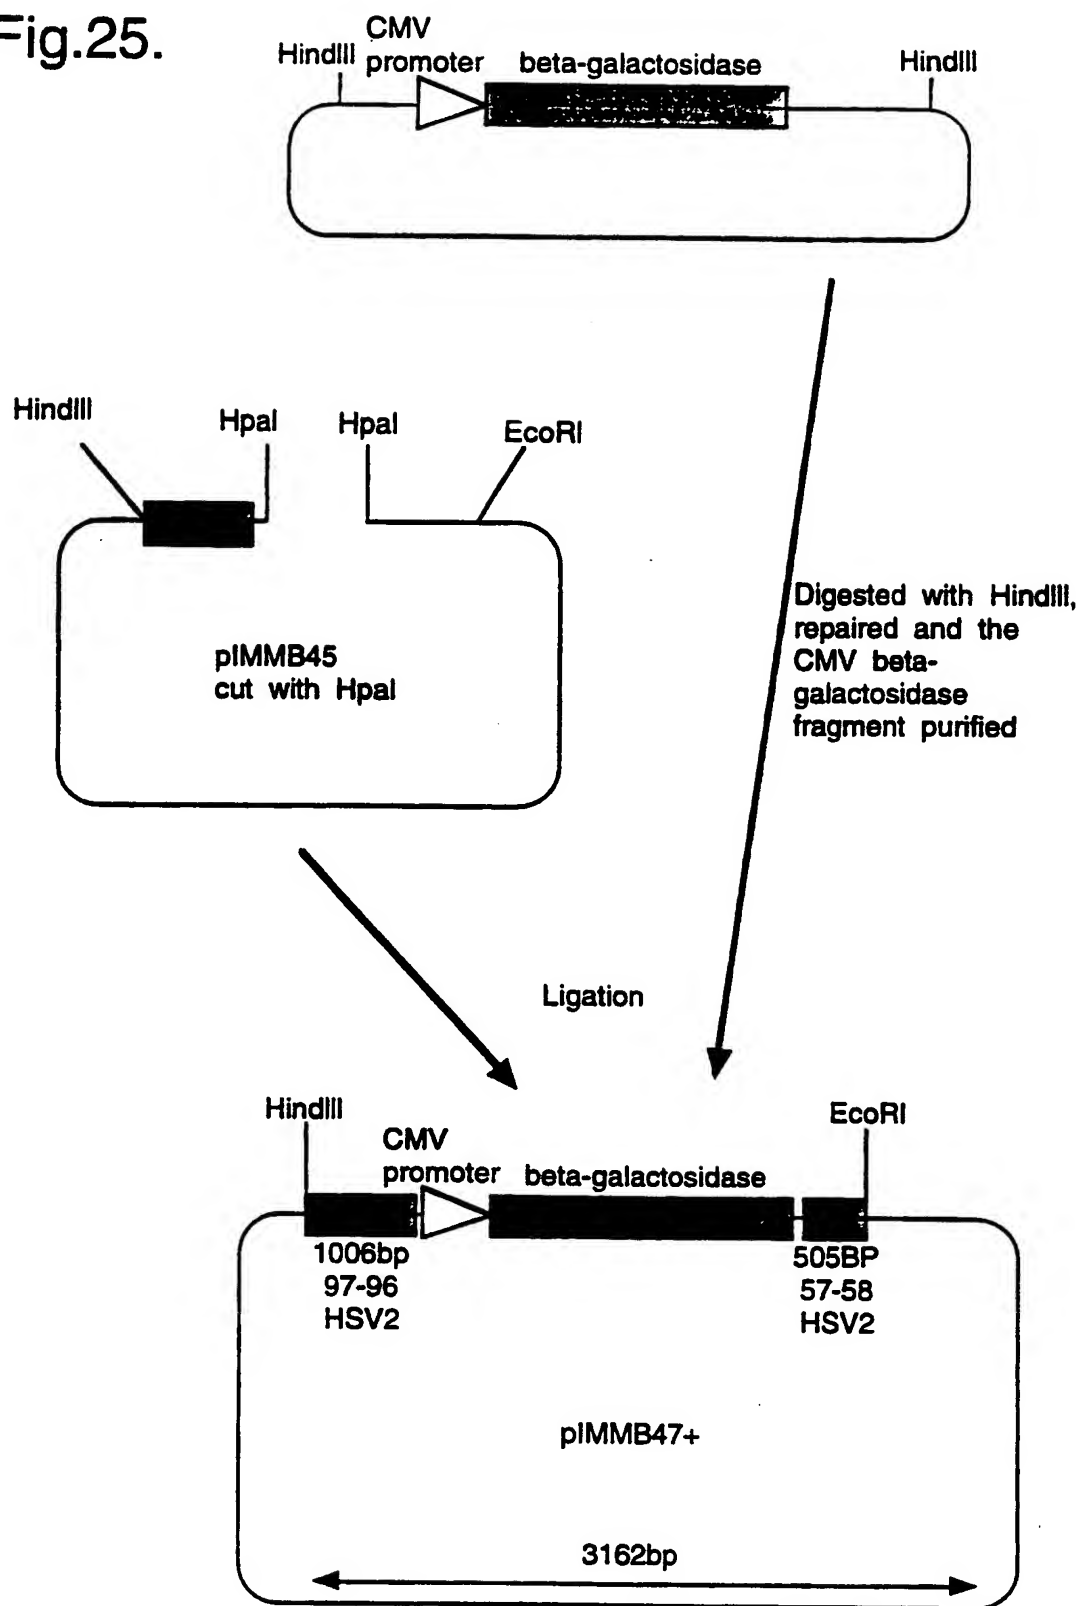 Fig.25.
CMV
HindIII promoter beta-galactosidase HindIII
HindIII
HpaI HpaI EcoRI
pIMMB45
cut with HpaI
Digested with HindIII,
repaired and the
CMV beta-
galactosidase
fragment purified
Ligation
HindIII EcoRI
CMV
promoter beta-galactosidase
1006bp 505BP
97-96 57-58
HSV2 HSV2
pIMMB47+
3162bp